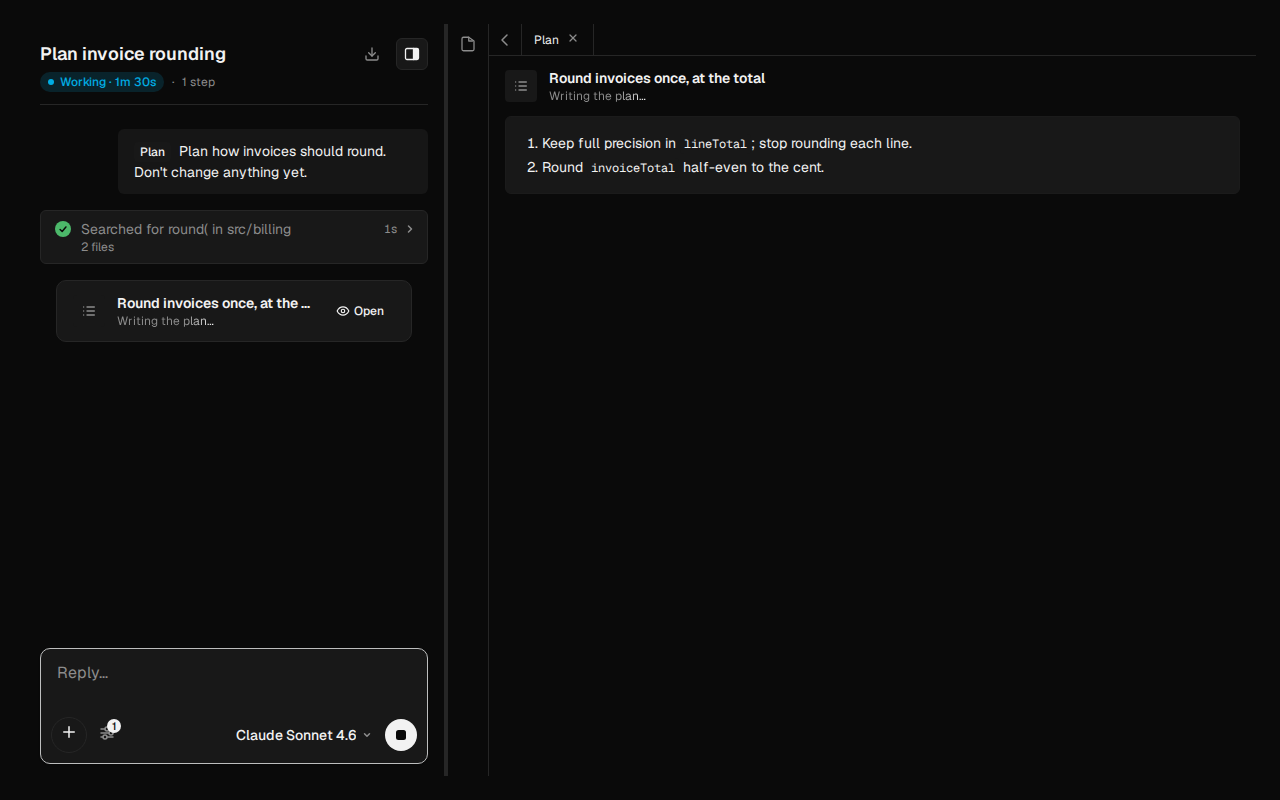 Plan invoice rounding
Working · 1m 30s · 1 step
Plan Plan how invoices should round.
Don't change anything yet.
Searched for round( in src/billing 1s
2 files
Round invoices once, at the ...
Writing the plan...
Open
Reply...
1
Claude Sonnet 4.6
Plan
Round invoices once, at the total
Writing the plan...
1. Keep full precision in lineTotal ; stop rounding each line.
2. Round invoiceTotal half-even to the cent.